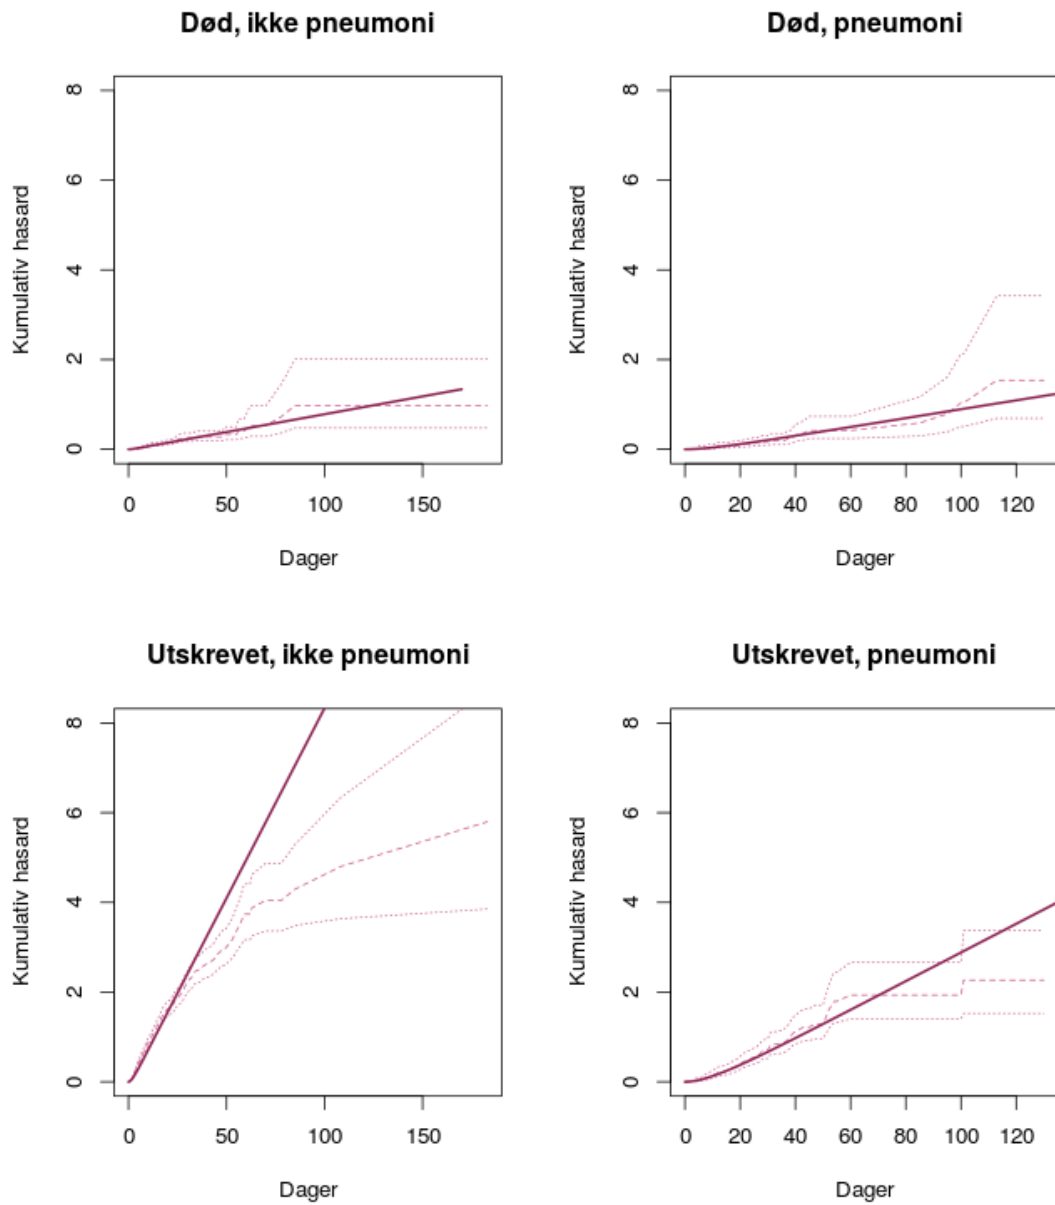 Død, ikke pneumoni
Kumulativ hasard
8
6
4
2
0
0 50 100 150
Dager
Død, pneumoni
Kumulativ hasard
8
6
4
2
0
0 20 40 60 80 100 120
Dager
Utskrevet, ikke pneumoni
Kumulativ hasard
8
6
4
2
0
0 50 100 150
Dager
Utskrevet, pneumoni
Kumulativ hasard
8
6
4
2
0
0 20 40 60 80 100 120
Dager